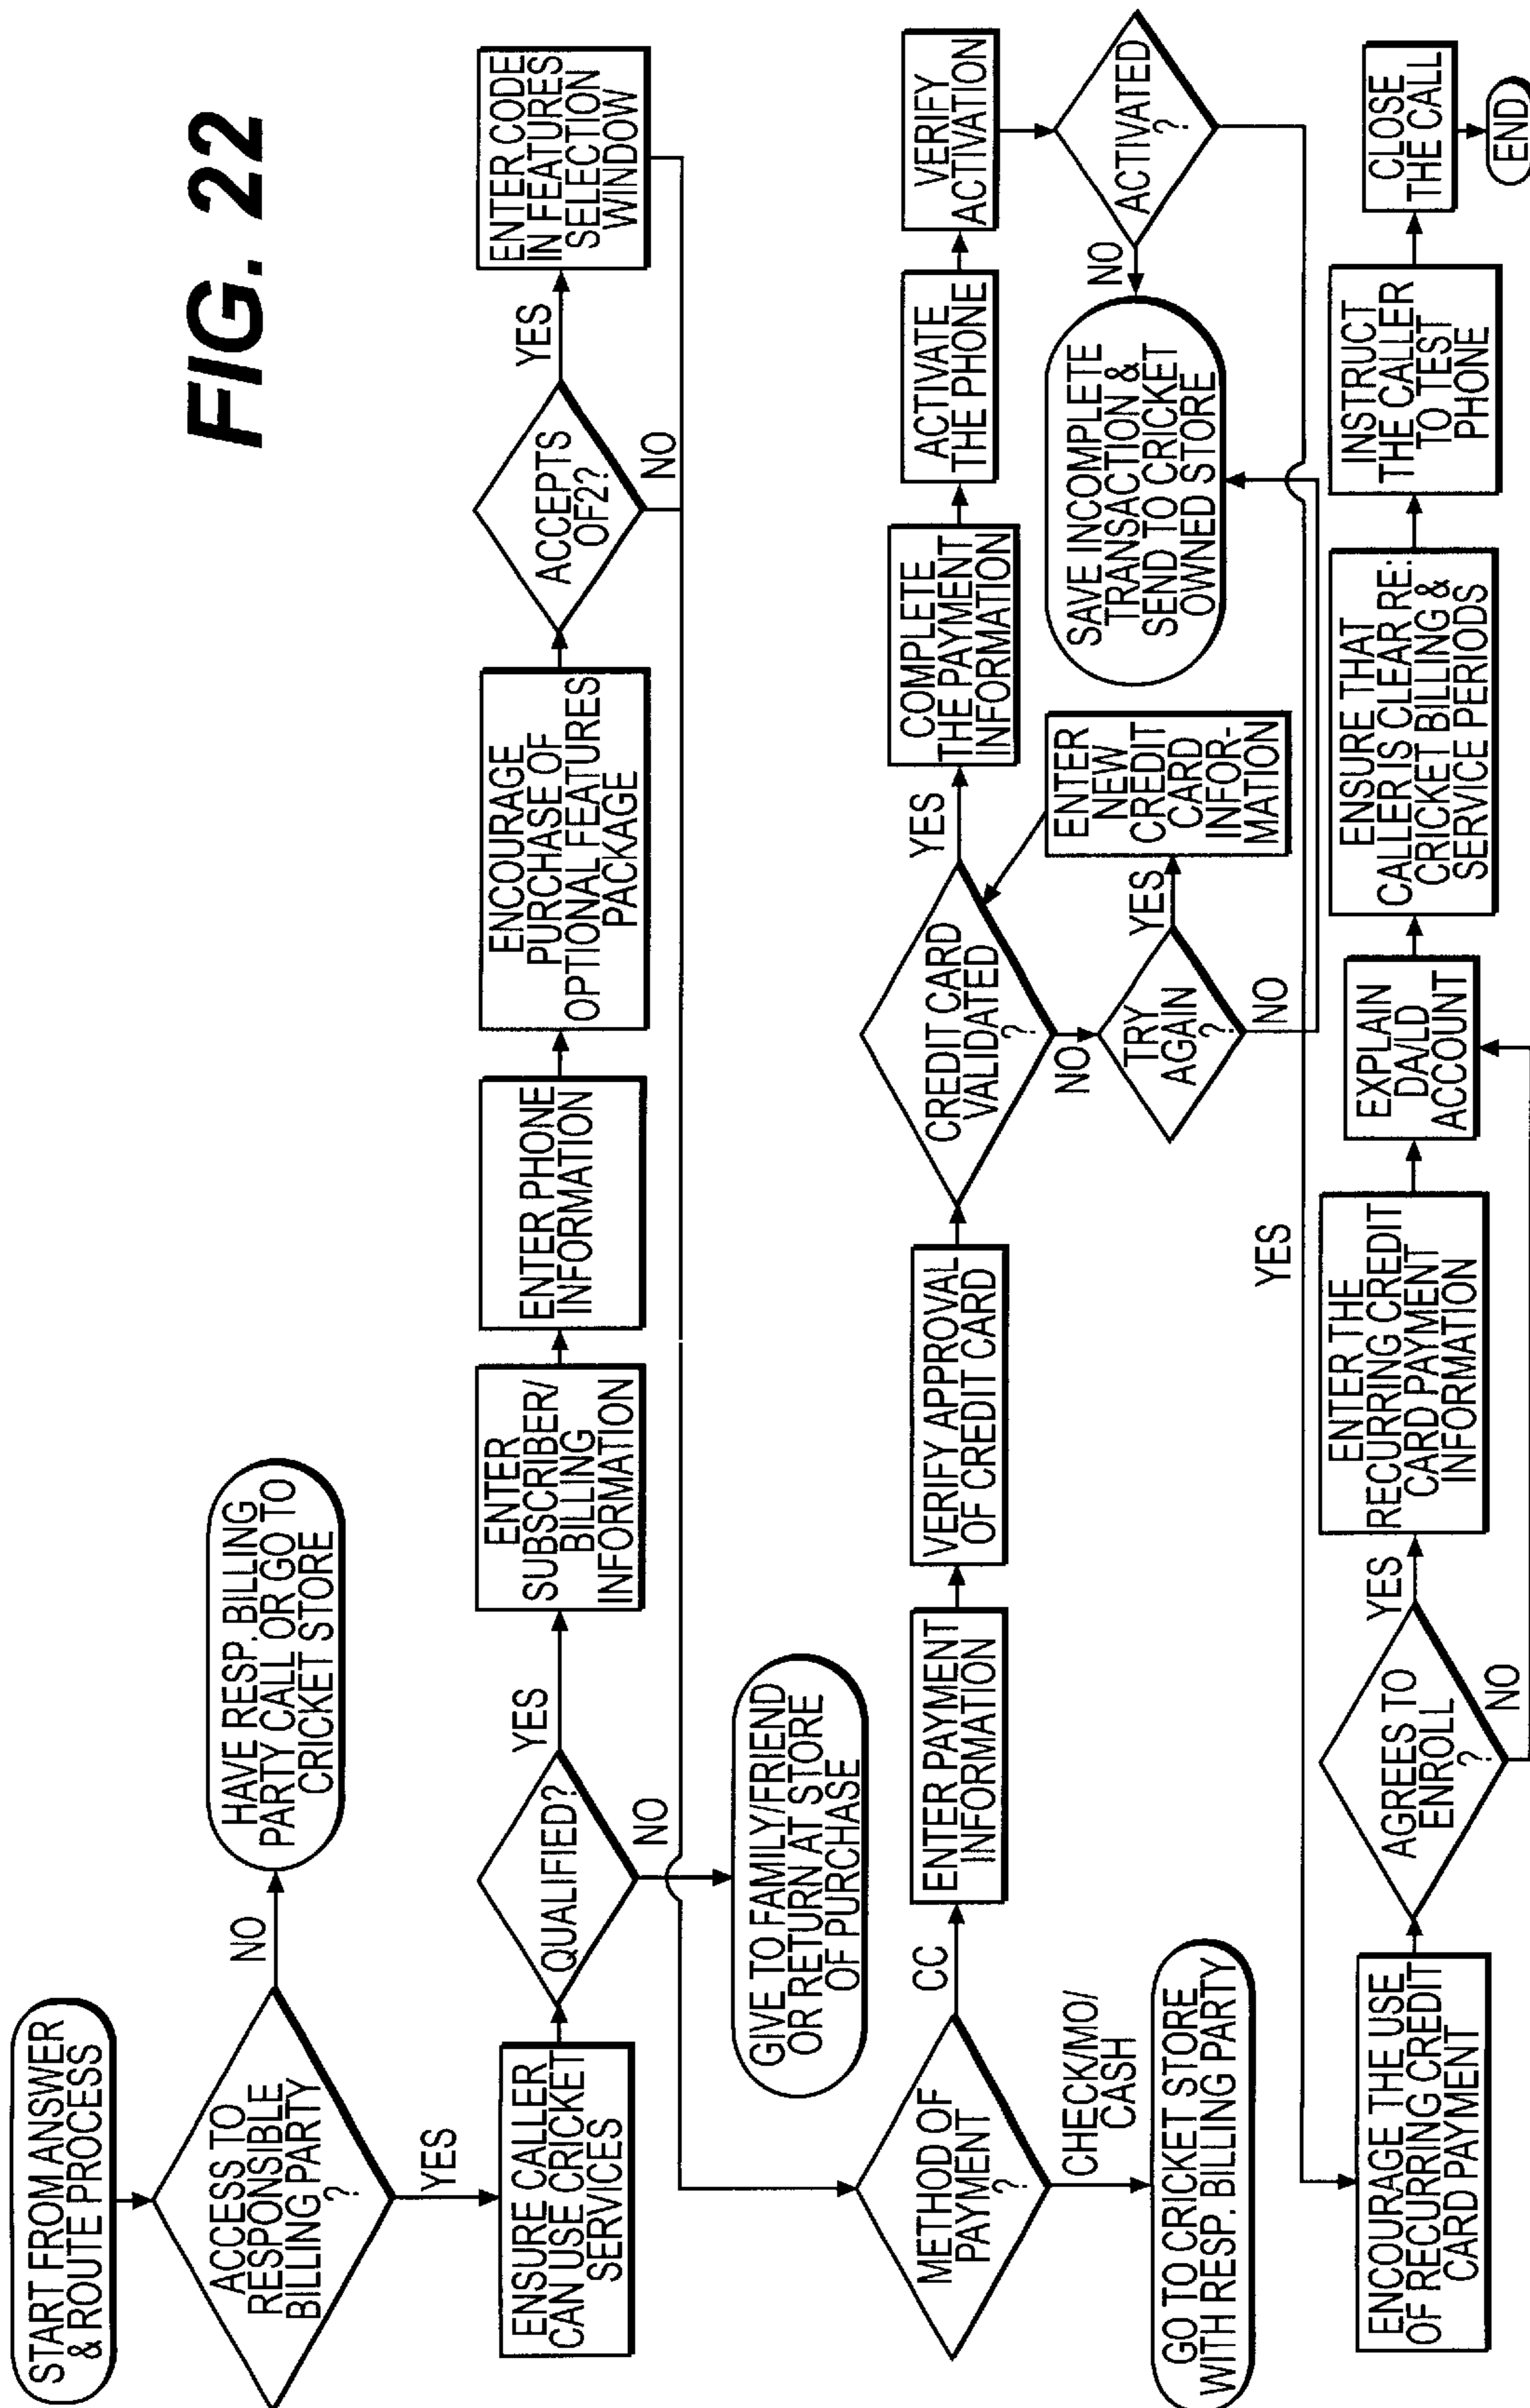 FIG. 22
START FROM ANSWER
& ROUTE PROCESS
ACCESS TO
RESPONSIBLE
BILLING PARTY
?
NO
HAVE RESP. BILLING
PARTY CALL OR GO TO
CRICKET STORE
YES
ENSURE CALLER
CAN USE CRICKET
SERVICES
QUALIFIED?
YES
NO
GIVE TO FAMILY/FRIEND
OR RETURN AT STORE
OF PURCHASE
ENTER
SUBSCRIBER/
BILLING
INFORMATION
ENTER PHONE
INFORMATION
ENCOURAGE
PURCHASE OF
OPTIONAL FEATURES
PACKAGE
ACCEPTS
OF2?
YES
NO
ENTER CODE
IN FEATURES
SELECTION
WINDOW
METHOD OF
PAYMENT
?
CC
CHECK/MO/
CASH
GO TO CRICKET STORE
WITH RESP. BILLING PARTY
ENTER PAYMENT
INFORMATION
VERIFY APPROVAL
OF CREDIT CARD
CREDIT CARD
VALIDATED
?
YES
NO
TRY
AGAIN
?
YES
NO
ENTER
NEW
CREDIT
CARD
INFOR-
MATION
COMPLETE
THE PAYMENT
INFORMATION
ACTIVATE
THE PHONE
VERIFY
ACTIVATION
ACTIVATED
?
NO
SAVE INCOMPLETE
TRANSACTION &
SEND TO CRICKET
OWNED STORE
YES
ENCOURAGE THE USE
OF RECURRING CREDIT
CARD PAYMENT
AGREES TO
ENROLL
?
YES
NO
ENTER THE
RECURRING CREDIT
CARD PAYMENT
INFORMATION
EXPLAIN
DA/LD
ACCOUNT
ENSURE THAT
CALLER IS CLEAR RE:
CRICKET BILLING &
SERVICE PERIODS
INSTRUCT
THE CALLER
TO TEST
PHONE
CLOSE
THE CALL
END